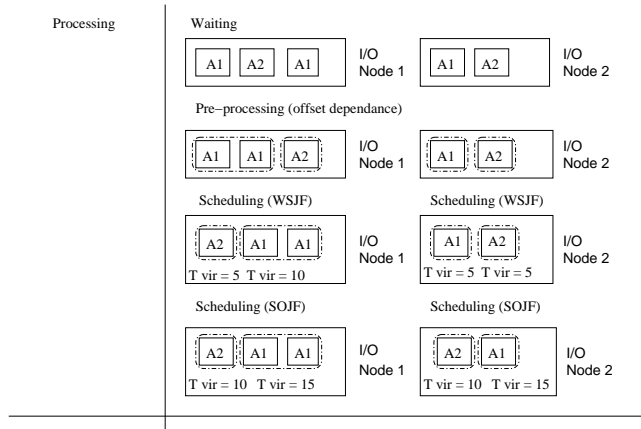 Processing
Waiting
A1 A2 A1
I/O
Node 1
A1 A2
I/O
Node 2
Pre-processing (offset dependance)
A1 A1 A2
I/O
Node 1
A1 A2
I/O
Node 2
Scheduling (WSJF)
Scheduling (WSJF)
A2 A1 A1
T vir = 5 T vir = 10
I/O
Node 1
A1 A2
T vir = 5 T vir = 5
I/O
Node 2
Scheduling (SOJF)
Scheduling (SOJF)
A2 A1 A1
T vir = 10 T vir = 15
I/O
Node 1
A2 A1
T vir = 10 T vir = 15
I/O
Node 2